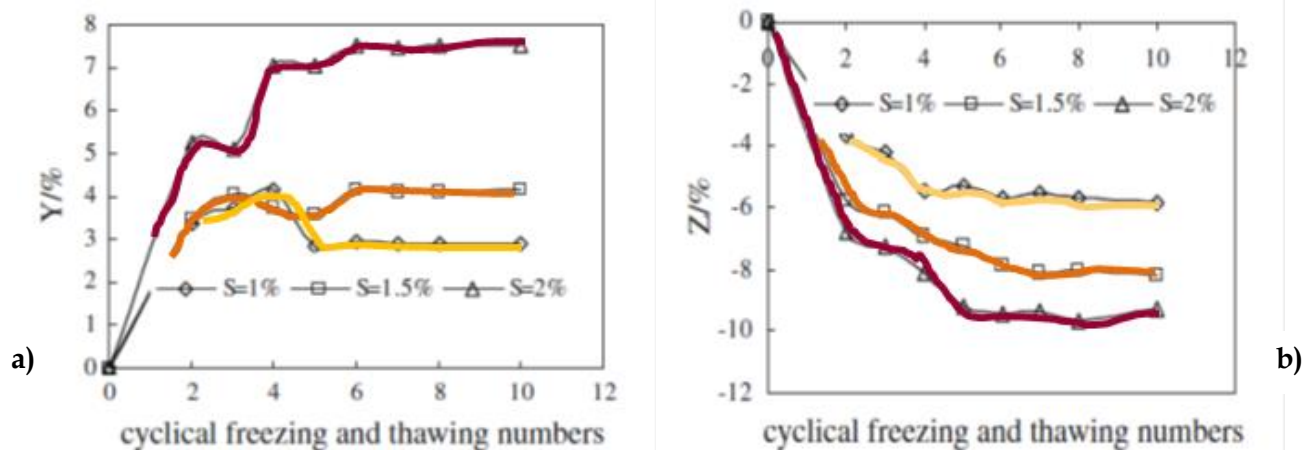 a)
Y/%
8
7
6
5
4
3
2
1
0
S=1% S=1.5% S=2%
0 2 4 6 8 10 12
cyclical freezing and thawing numbers
b)
Z/%
0
0 2 4 6 8 10 12
-2
S=1% S=1.5% S=2%
-4
-6
-8
-10
-12
cyclical freezing and thawing numbers